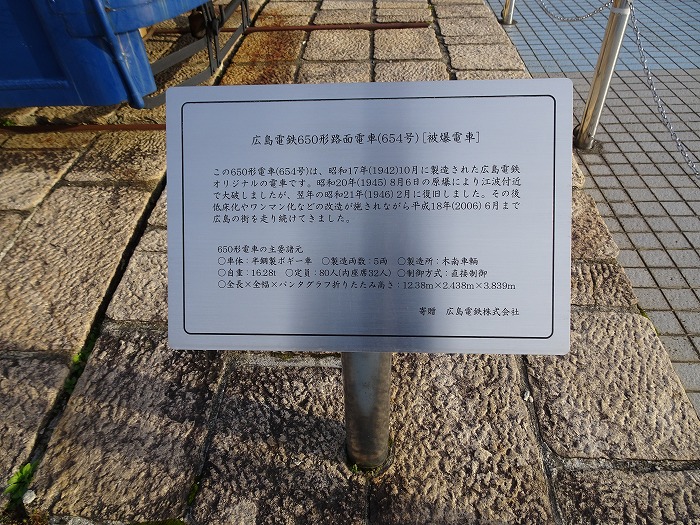 広島電鉄650形路面電車(654号)[被爆電車]
この650形電車(654号)は、昭和17年(1942)10月に製造された広島電鉄
オリジナルの電車です。昭和20年(1945) 8月6日の原爆により江波付近
で大破しましたが、翌年の昭和21年(1946) 2月に復旧しました。その後
低床化やワンマン化などの改造が施されながら平成18年(2006) 6月まで
広島の街を走り続けてきました。
650形電車の主要諸元
○車体：半鋼製ボギー車 ○製造両数：5両 ○製造所：木南車輌
○自重：16.28t ○定員：80人(内座席32人) ○制御方式：直接制御
○全長×全幅×パンタグラフ折りたたみ高さ：12.38m×2.438m×3.839m
寄贈 広島電鉄株式会社